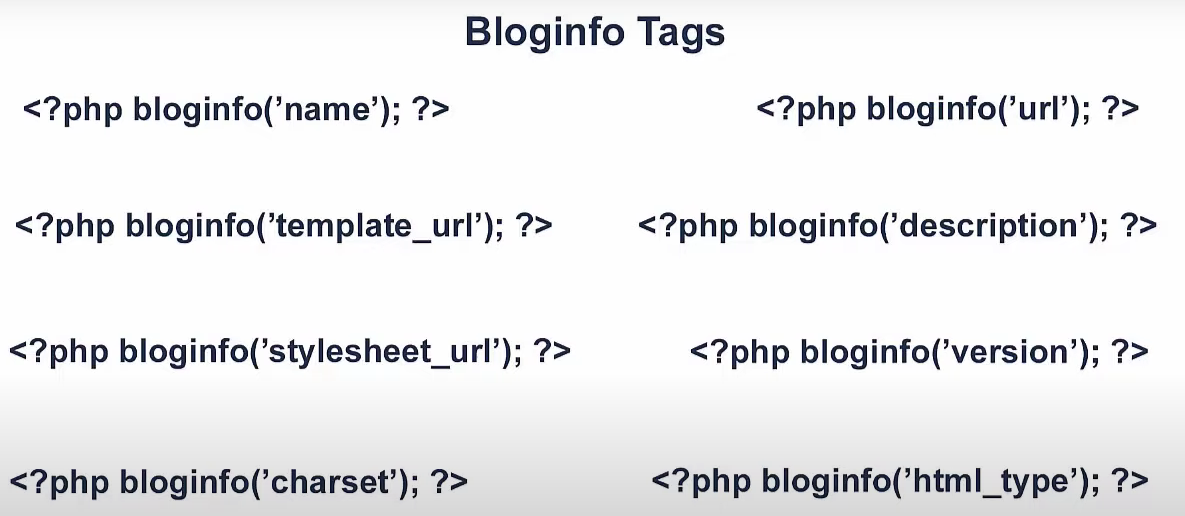 Bloginfo Tags
<?php bloginfo(’name’); ?>
<?php bloginfo(’url’); ?>
<?php bloginfo(’template_url’); ?>
<?php bloginfo(’description’); ?>
<?php bloginfo(’stylesheet_url’); ?>
<?php bloginfo(’version’); ?>
<?php bloginfo(’charset’); ?>
<?php bloginfo(’html_type’); ?>